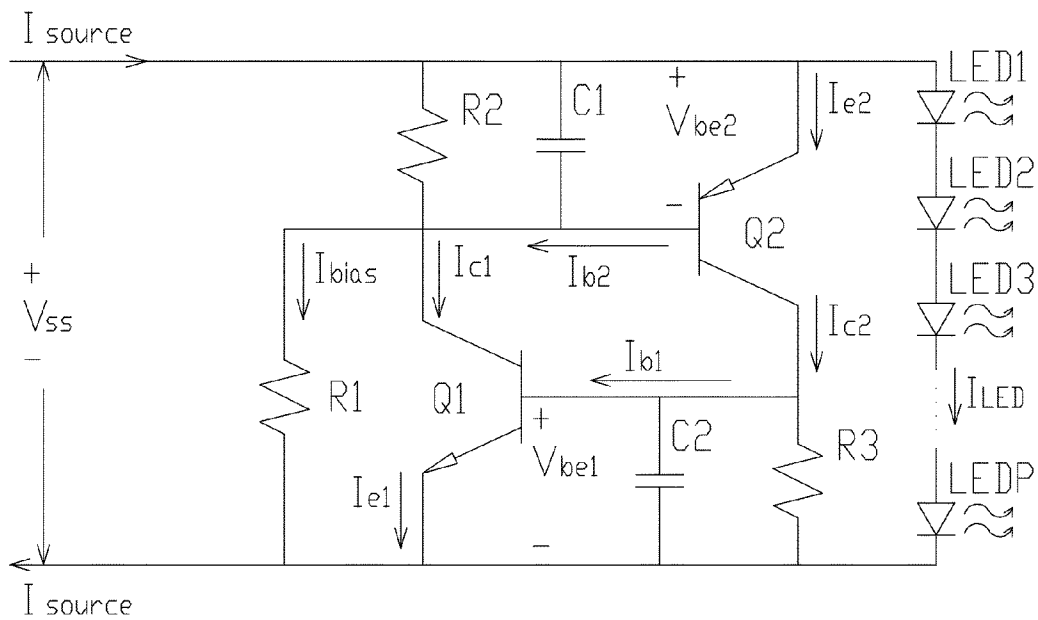 I source
LED1
R2
C1
+
Vbe2
Ie2
LED2
-
Q2
Ibias
Ic1
Ib2
LED3
+
Vss
-
Ic2
Ib1
R1
Q1
ILED
+
Vbe1
C2
R3
LEDP
Ie1
-
I source